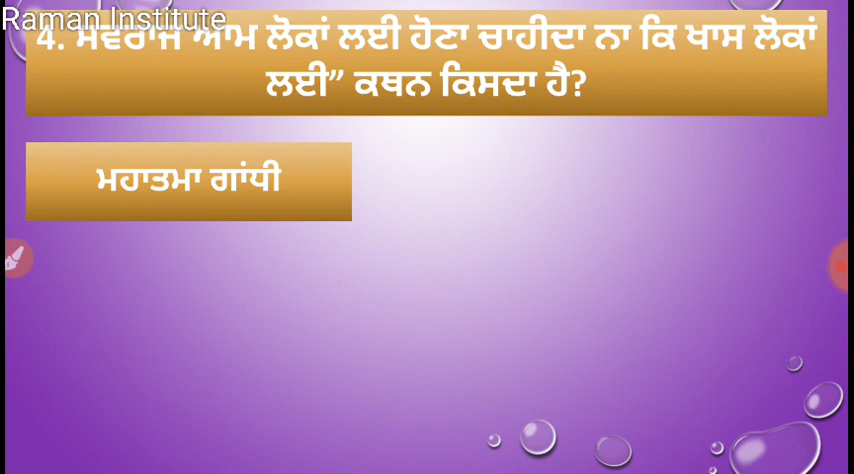 Raman Institute
4. ਸਵਰਾਜ ਆਮ ਲੋਕਾਂ ਲਈ ਹੋਣਾ ਚਾਹੀਦਾ ਨਾ ਕਿ ਖਾਸ ਲੋਕਾਂ
ਲਈ” ਕਥਨ ਕਿਸਦਾ ਹੈ?
ਮਹਾਤਮਾ ਗਾਂਧੀ